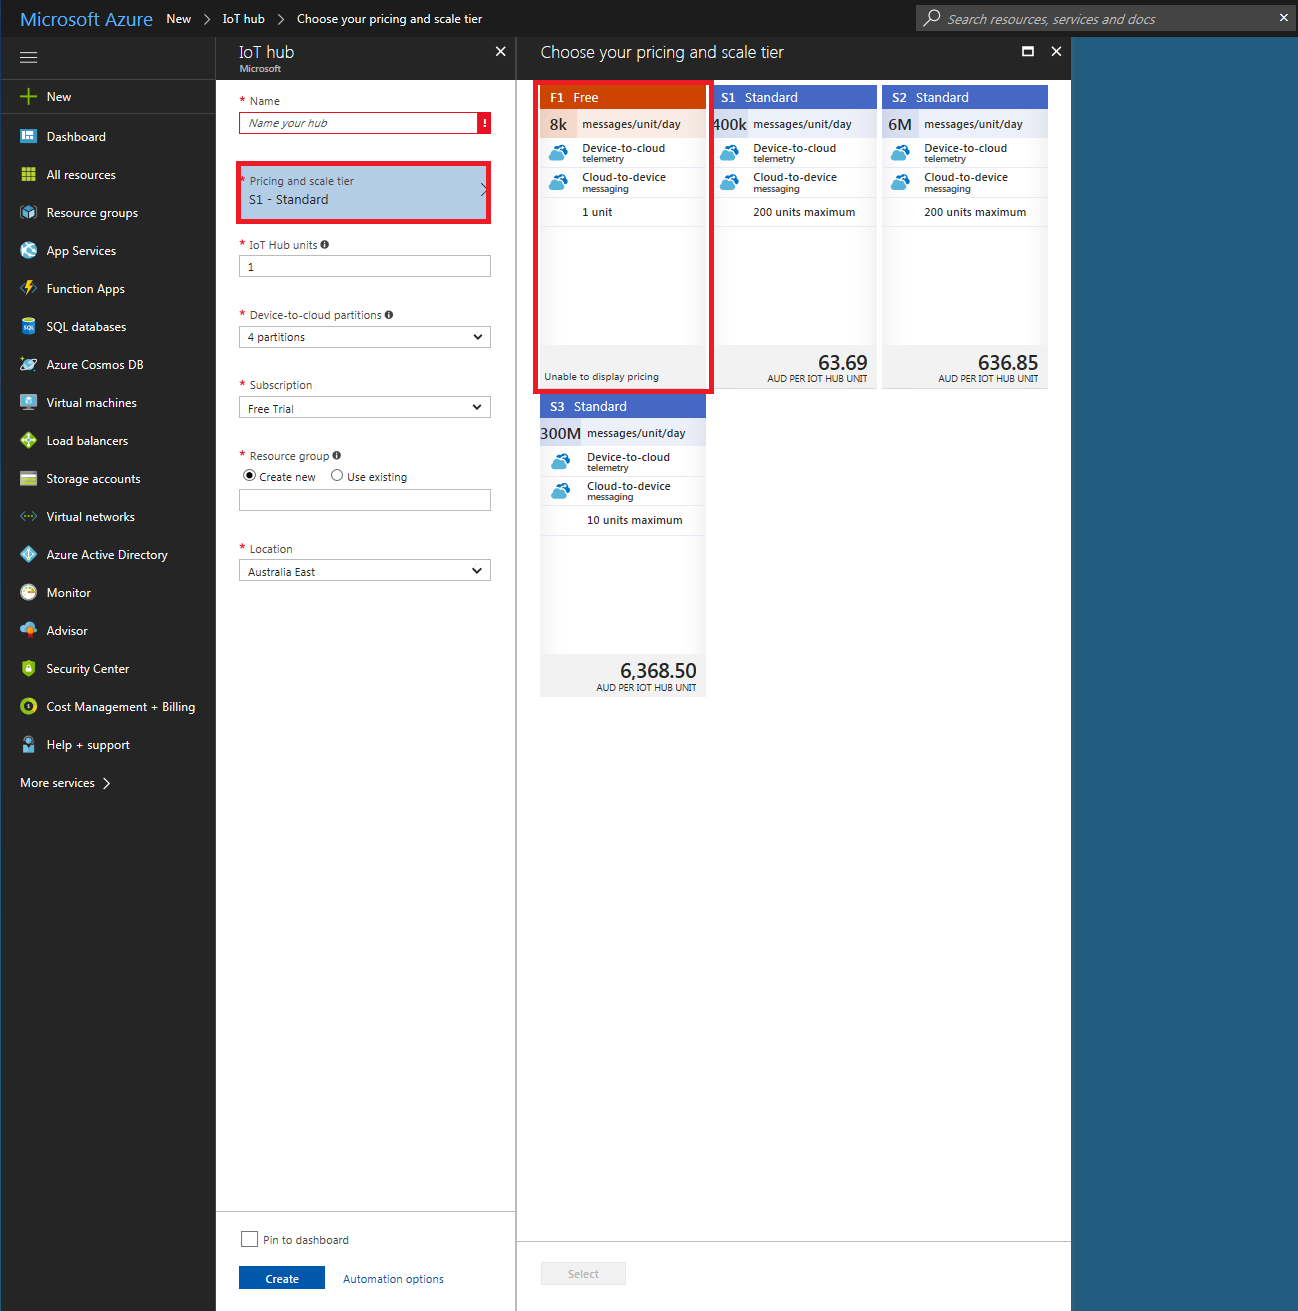 Microsoft Azure New > IoT hub > Choose your pricing and scale tier
Search resources, services and docs
New
Dashboard
All resources
Resource groups
App Services
Function Apps
SQL databases
Azure Cosmos DB
Virtual machines
Load balancers
Storage accounts
Virtual networks
Azure Active Directory
Monitor
Advisor
Security Center
Cost Management + Billing
Help + support
More services >
IoT hub
Microsoft
* Name
Name your hub !
* Pricing and scale tier
S1 - Standard
* IoT Hub units
1
* Device-to-cloud partitions
4 partitions
* Subscription
Free Trial
* Resource group
Create new Use existing
* Location
Australia East
Pin to dashboard
Create Automation options
Choose your pricing and scale tier
F1 Free
8k messages/unit/day
Device-to-cloud
telemetry
Cloud-to-device
messaging
1 unit
Unable to display pricing
S1 Standard
400k messages/unit/day
Device-to-cloud
telemetry
Cloud-to-device
messaging
200 units maximum
63.69
AUD PER IOT HUB UNIT
S2 Standard
6M messages/unit/day
Device-to-cloud
telemetry
Cloud-to-device
messaging
200 units maximum
636.85
AUD PER IOT HUB UNIT
S3 Standard
300M messages/unit/day
Device-to-cloud
telemetry
Cloud-to-device
messaging
10 units maximum
6,368.50
AUD PER IOT HUB UNIT
Select